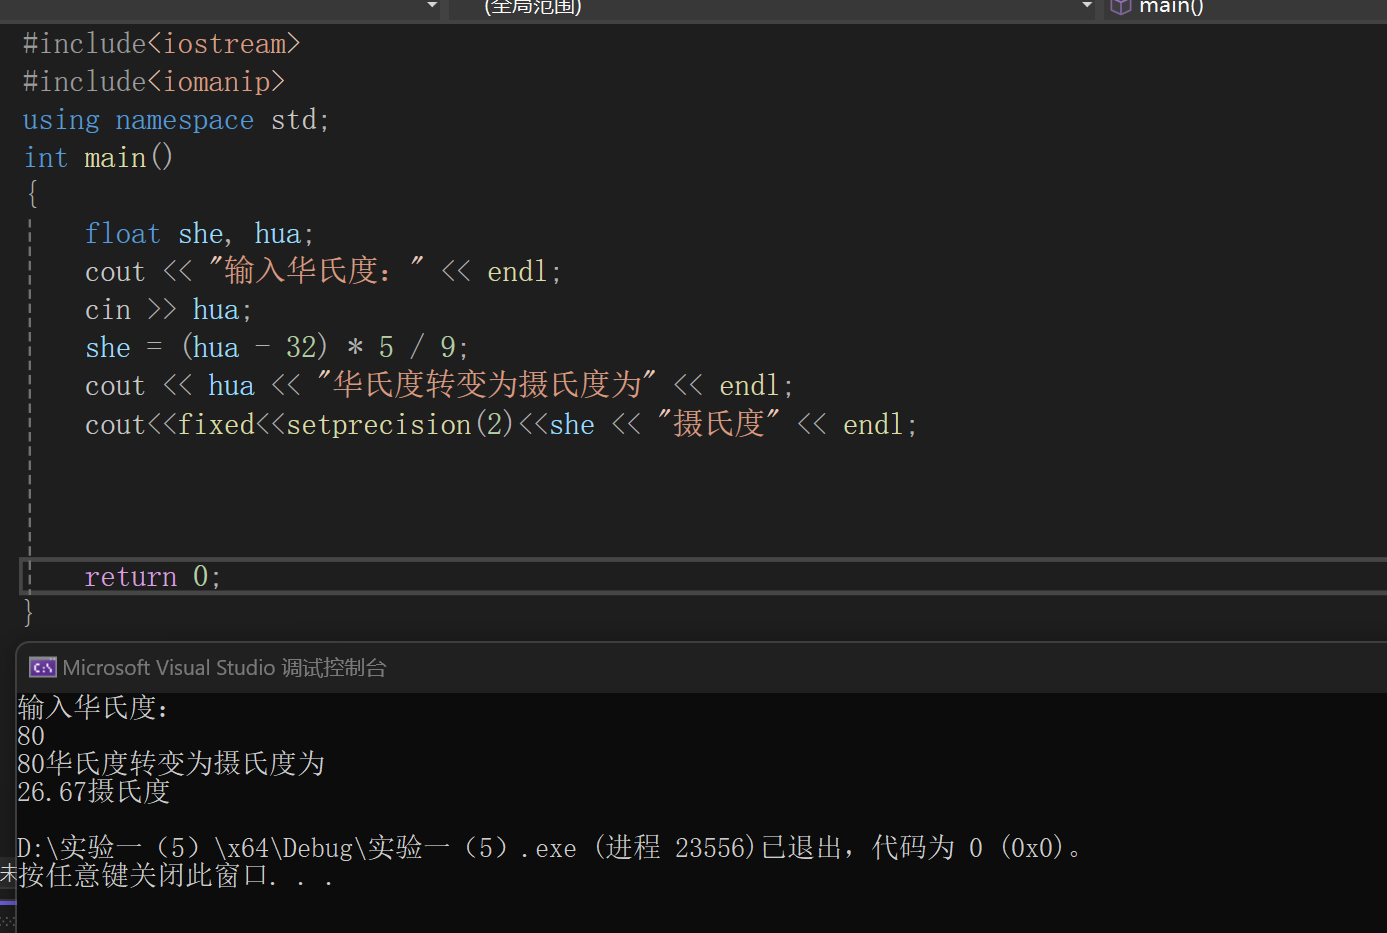 (全局范围) main()
#include<iostream>
#include<iomanip>
using namespace std;
int main()
{
float she, hua;
cout << "输入华氏度：" << endl;
cin >> hua;
she = (hua - 32) * 5 / 9;
cout << hua << "华氏度转变为摄氏度为" << endl;
cout<<fixed<<setprecision(2)<<she << "摄氏度" << endl;
return 0;
}
Microsoft Visual Studio 调试控制台
输入华氏度：
80
80华氏度转变为摄氏度为
26.67摄氏度
D:\实验一（5）\x64\Debug\实验一（5）.exe (进程 23556)已退出，代码为 0 (0x0)。
未
按任意键关闭此窗口. . .